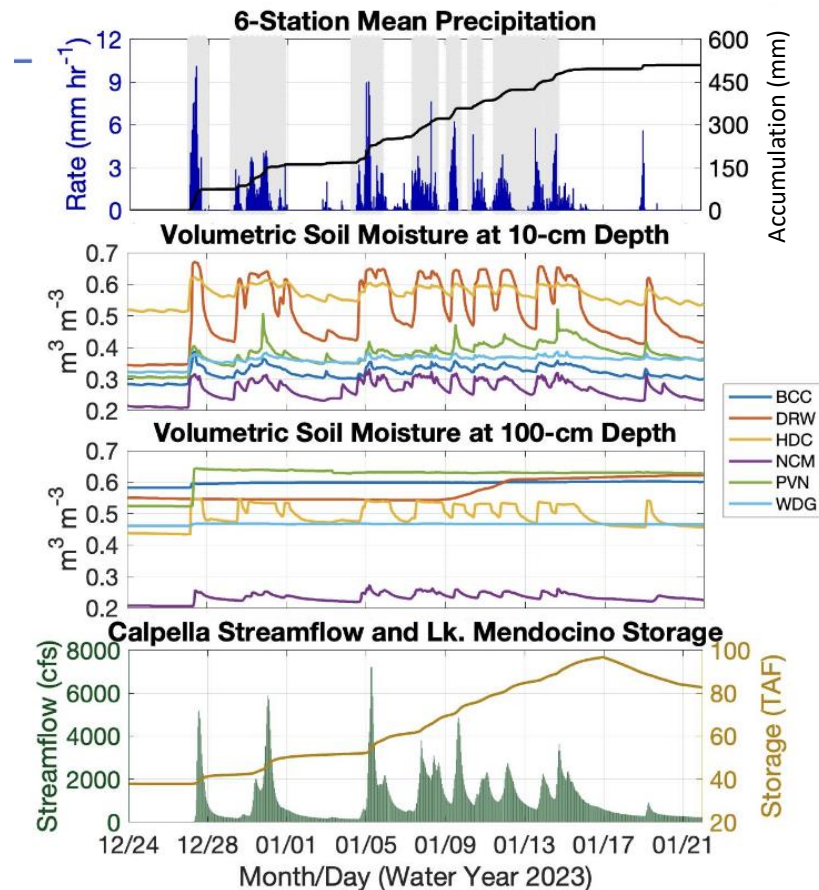 6-Station Mean Precipitation
Rate (mm hr⁻¹)
12
9
6
3
0
600
450
300
150
0
Accumulation (mm)
Volumetric Soil Moisture at 10-cm Depth
m³ m⁻³
0.7
0.6
0.5
0.4
0.3
0.2
BCC
DRW
HDC
NCM
PVN
WDG
Volumetric Soil Moisture at 100-cm Depth
m³ m⁻³
0.7
0.6
0.5
0.4
0.3
0.2
Calpella Streamflow and Lk. Mendocino Storage
Streamflow (cfs)
8000
6000
4000
2000
0
100
80
60
40
20
Storage (TAF)
12/24 12/28 01/01 01/05 01/09 01/13 01/17 01/21
Month/Day (Water Year 2023)